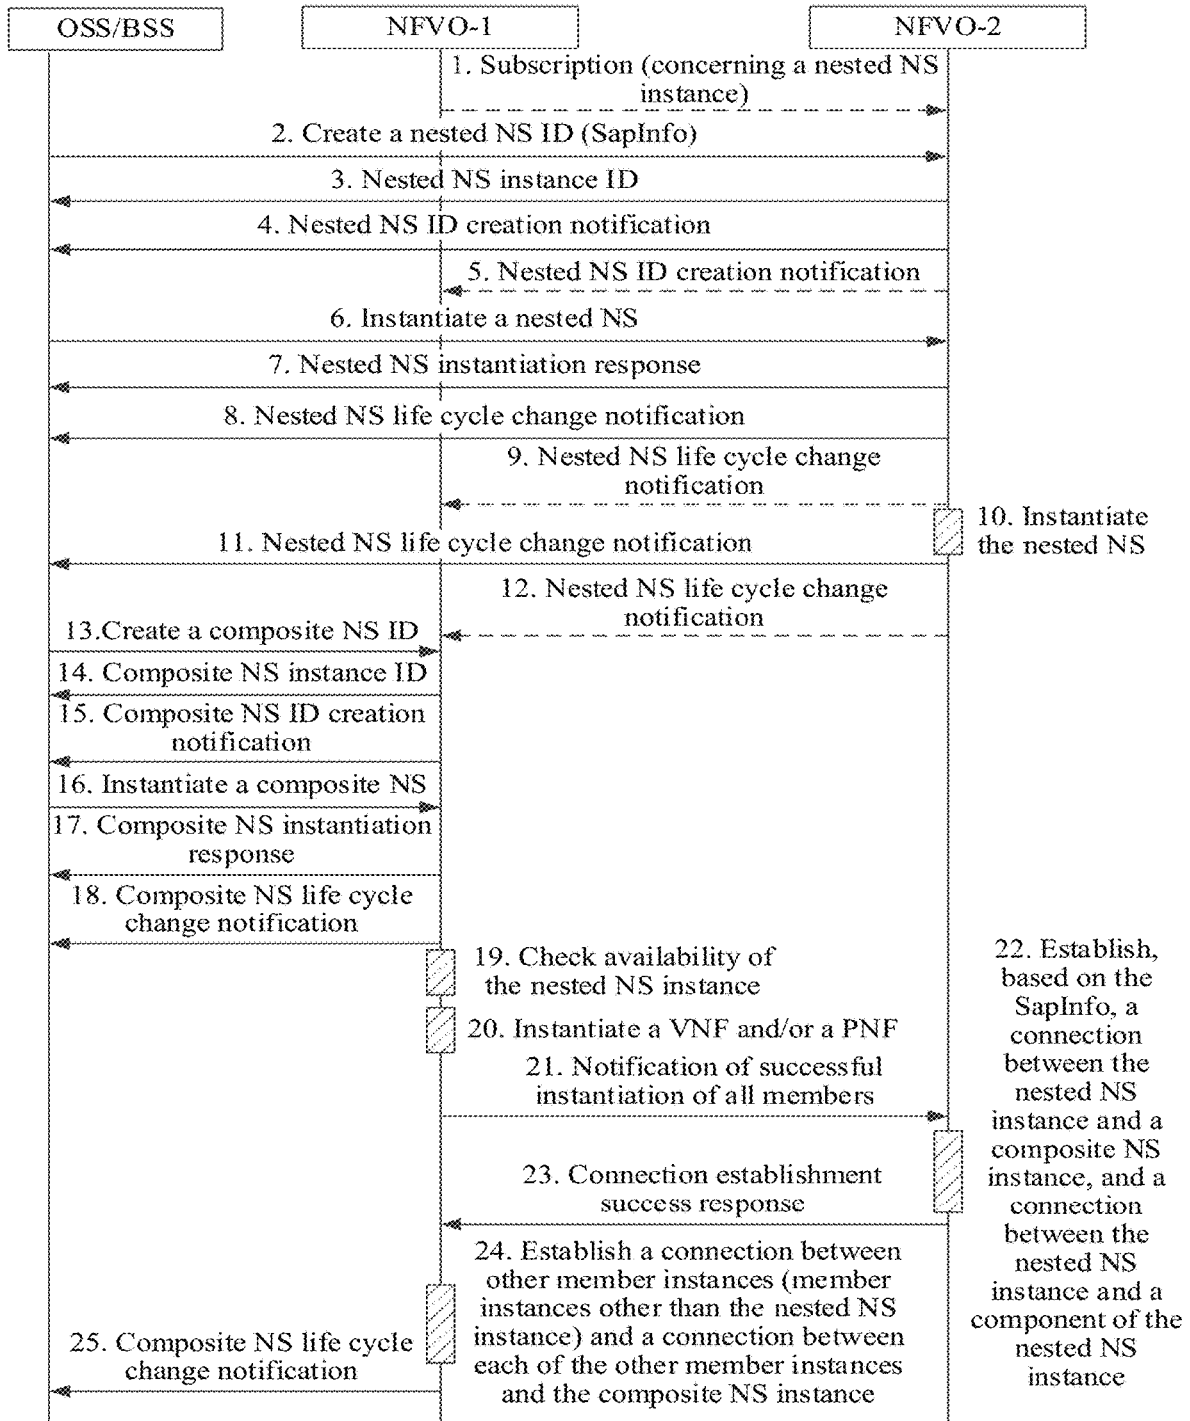 OSS/BSS
NFVO-1
NFVO-2
1. Subscription (concerning a nested NS
instance)
2. Create a nested NS ID (SapInfo)
3. Nested NS instance ID
4. Nested NS ID creation notification
5. Nested NS ID creation notification
6. Instantiate a nested NS
7. Nested NS instantiation response
8. Nested NS life cycle change notification
9. Nested NS life cycle change
notification
10. Instantiate
the nested NS
11. Nested NS life cycle change notification
12. Nested NS life cycle change
notification
13.Create a composite NS ID
14. Composite NS instance ID
15. Composite NS ID creation
notification
16. Instantiate a composite NS
17. Composite NS instantiation
response
18. Composite NS life cycle
change notification
19. Check availability of
the nested NS instance
20. Instantiate a VNF and/or a PNF
21. Notification of successful
instantiation of all members
22. Establish,
based on the
SapInfo, a
connection
between the
nested NS
instance and a
composite NS
instance, and a
connection
between the
nested NS
instance and a
component of the
nested NS
instance
23. Connection establishment
success response
24. Establish a connection between
other member instances (member
instances other than the nested NS
instance) and a connection between
each of the other member instances
and the composite NS instance
25. Composite NS life cycle
change notification